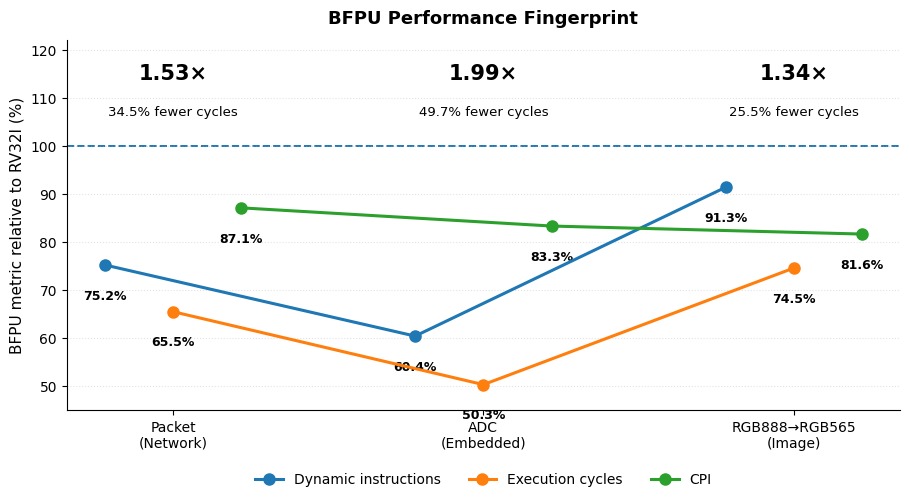 BFPU Performance Fingerprint
BFPU metric relative to RV32I (%)
120
110
100
90
80
70
60
50
1.53×
1.99×
1.34×
34.5% fewer cycles
49.7% fewer cycles
25.5% fewer cycles
75.2%
65.5%
87.1%
60.4%
50.3%
83.3%
91.3%
74.5%
81.6%
Packet
(Network)
ADC
(Embedded)
RGB888→RGB565
(Image)
Dynamic instructions
Execution cycles
CPI